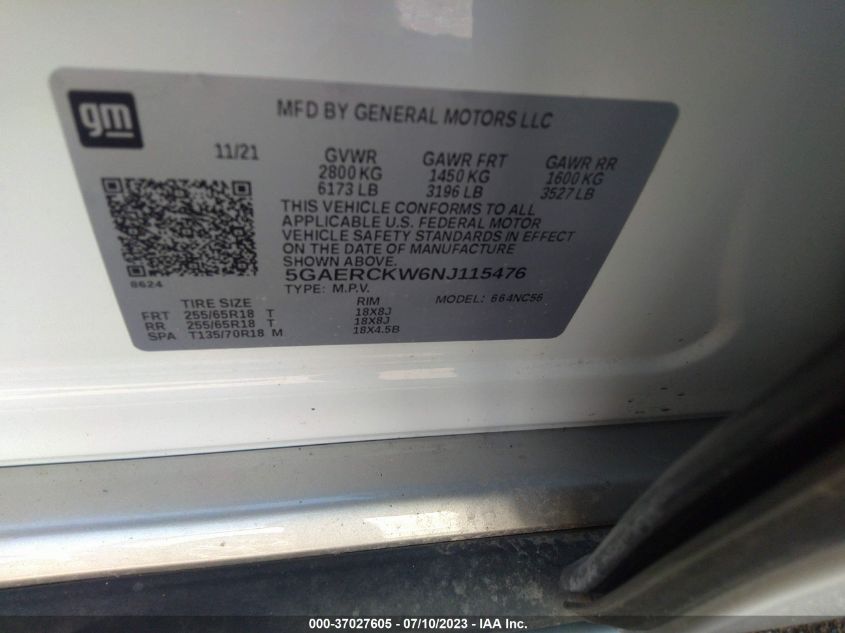 gm
MFD BY GENERAL MOTORS LLC
11/21
GVWR GAWR FRT GAWR RR
2800 KG 1450 KG 1600 KG
6173 LB 3196 LB 3527 LB
THIS VEHICLE CONFORMS TO ALL
APPLICABLE U.S. FEDERAL MOTOR
VEHICLE SAFETY STANDARDS IN EFFECT
ON THE DATE OF MANUFACTURE
SHOWN ABOVE.
8624
5GAERCKW6NJ115476
TYPE: M.P.V. MODEL: 664NC56
TIRE SIZE RIM
FRT 255/65R18 T 18X8J
RR 255/65R18 T 18X8J
SPA T135/70R18 M 18X4.5B
000-37027605 - 07/10/2023 - IAA Inc.